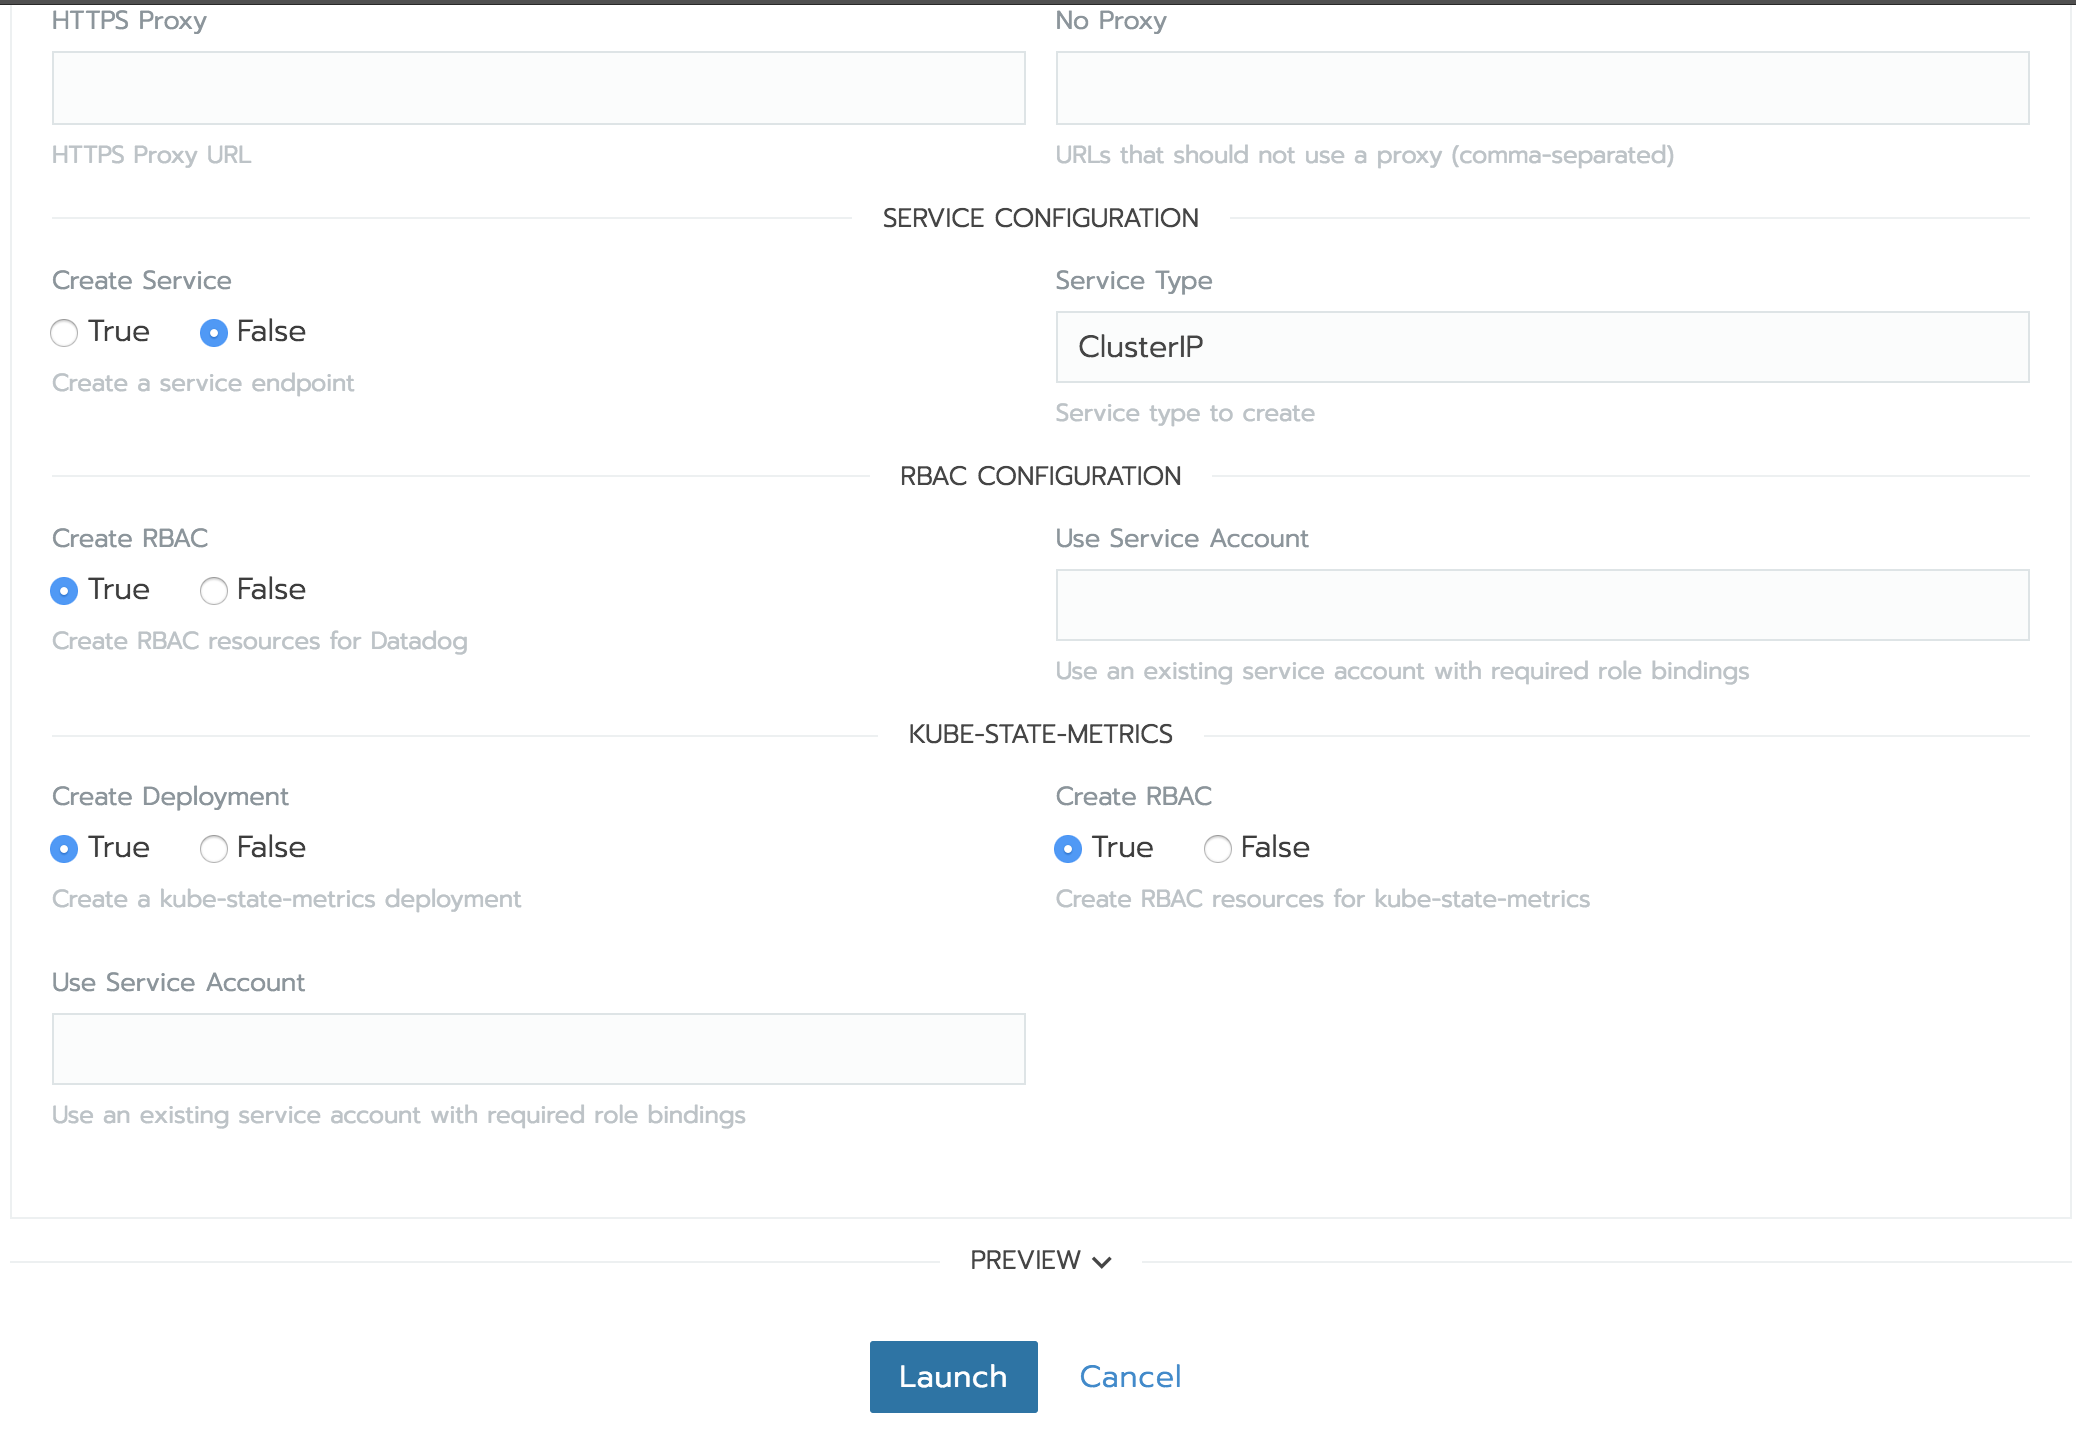 HTTPS Proxy
No Proxy
HTTPS Proxy URL
URLs that should not use a proxy (comma-separated)
SERVICE CONFIGURATION
Create Service
Service Type
True False
ClusterIP
Create a service endpoint
Service type to create
RBAC CONFIGURATION
Create RBAC
Use Service Account
True False
Create RBAC resources for Datadog
Use an existing service account with required role bindings
KUBE-STATE-METRICS
Create Deployment
Create RBAC
True False
True False
Create a kube-state-metrics deployment
Create RBAC resources for kube-state-metrics
Use Service Account
Use an existing service account with required role bindings
PREVIEW
Launch
Cancel